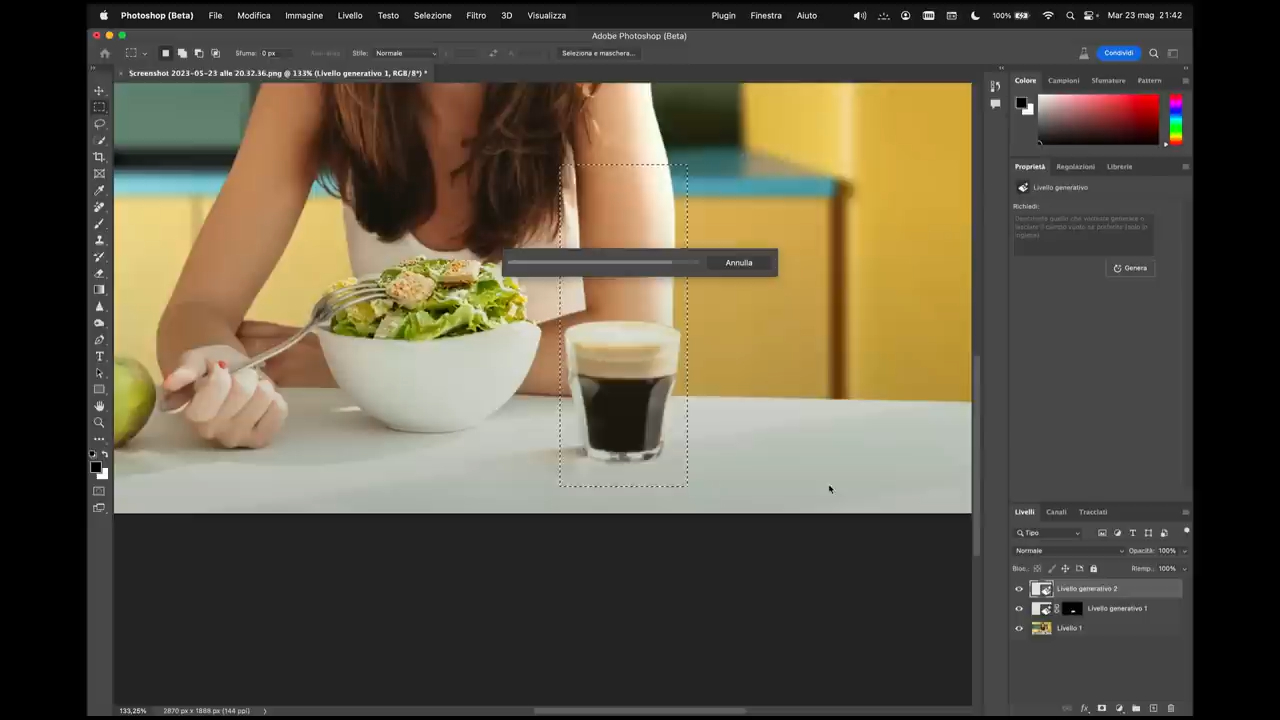 Photoshop (Beta) File Modifica Immagine Livello Testo Selezione Filtro 3D Visualizza Plugin Finestra Aiuto 100% Mar 23 mag 21:42
Adobe Photoshop (Beta)
Sfuma: 0 px Anti-alias Stile: Normale Seleziona e maschera... Condividi
× Screenshot 2023-05-23 alle 20.32.36.png @ 133% (Livello generativo 1, RGB/8*) *
Colore Campioni Sfumature Pattern
Proprietà Regolazioni Librerie
Livello generativo
Richiedi:
Genera
Annulla
Livelli Canali Tracciati
Tipo
Normale Opacità: 100%
Bloc.: Riemp.: 100%
Livello generativo 2
Livello generativo 1
Livello 1
133,25% 2870 px x 1888 px (144 ppi)